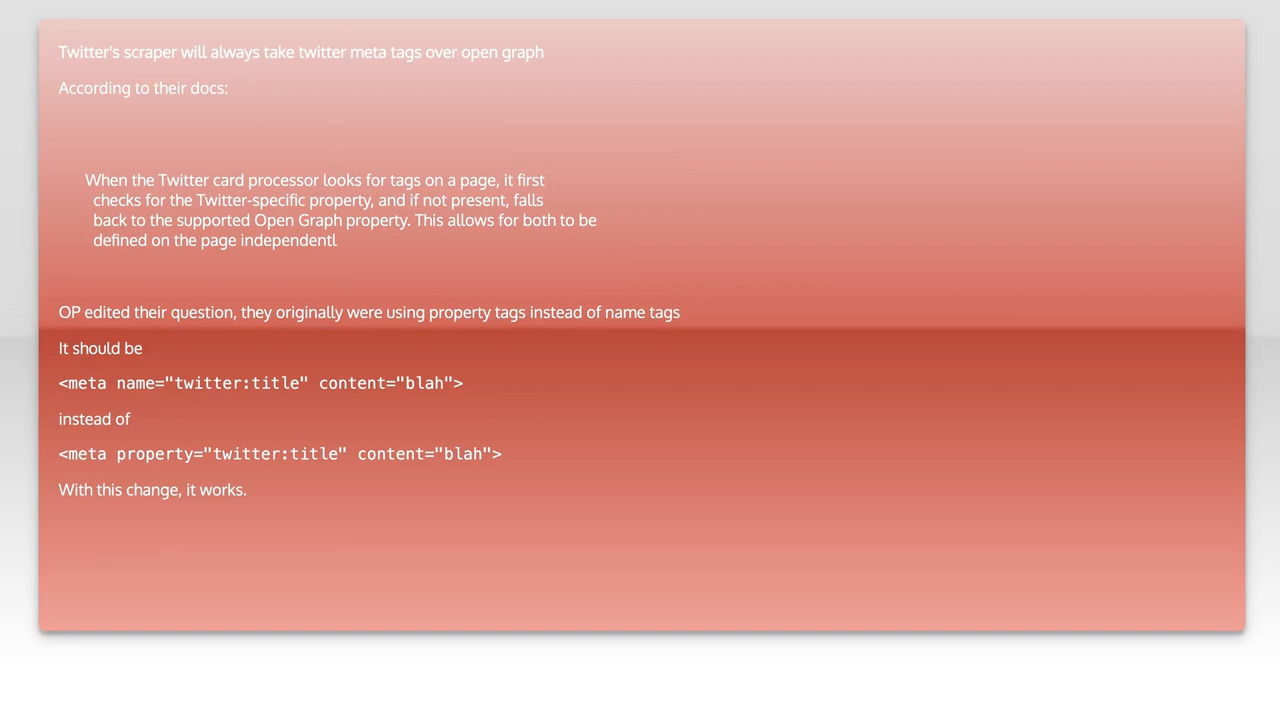 Twitter's scraper will always take twitter meta tags over open graph
According to their docs:
When the Twitter card processor looks for tags on a page, it first
checks for the Twitter-specific property, and if not present, falls
back to the supported Open Graph property. This allows for both to be
defined on the page independentl
OP edited their question, they originally were using property tags instead of name tags
It should be
<meta name="twitter:title" content="blah">
instead of
<meta property="twitter:title" content="blah">
With this change, it works.